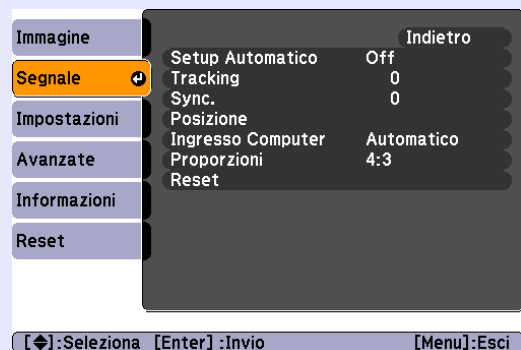 Immagine
Segnale
Impostazioni
Avanzate
Informazioni
Reset
Indietro
Setup Automatico Off
Tracking 0
Sync. 0
Posizione
Ingresso Computer Automatico
Proporzioni 4:3
Reset
[◆]:Seleziona [Enter] :Invio [Menu]:Esci